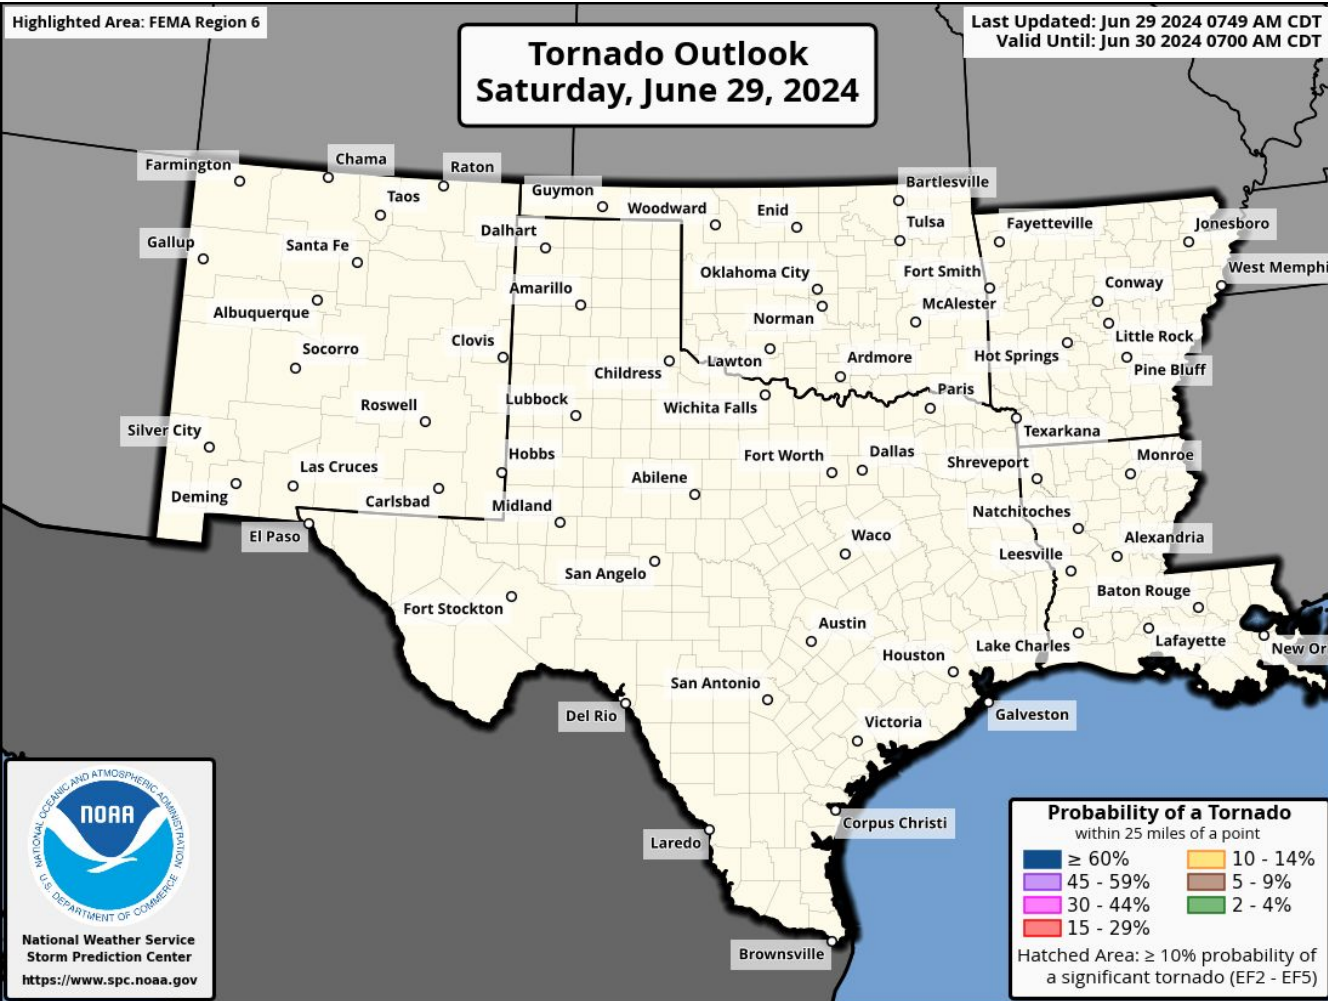 Highlighted Area: FEMA Region 6
Last Updated: Jun 29 2024 0749 AM CDT
Valid Until: Jun 30 2024 0700 AM CDT
Tornado Outlook
Saturday, June 29, 2024
Farmington
Chama
Raton
Taos
Guymon
Woodward
Enid
Bartlesville
Gallup
Santa Fe
Dalhart
Tulsa
Fayetteville
Jonesboro
Albuquerque
Amarillo
Oklahoma City
Fort Smith
West Memphi
Norman
McAlester
Conway
Socorro
Clovis
Childress
Lawton
Ardmore
Hot Springs
Little Rock
Pine Bluff
Roswell
Lubbock
Wichita Falls
Paris
Texarkana
Silver City
Las Cruces
Hobbs
Abilene
Fort Worth
Dallas
Shreveport
Monroe
Deming
Carlsbad
Midland
Natchitoches
El Paso
San Angelo
Waco
Leesville
Alexandria
Fort Stockton
Austin
Baton Rouge
Houston
Lake Charles
Lafayette
New Or
San Antonio
Del Rio
Victoria
Galveston
Laredo
Corpus Christi
Brownsville
NATIONAL OCEANIC AND ATMOSPHERIC ADMINISTRATION
NOAA
U.S. DEPARTMENT OF COMMERCE
National Weather Service
Storm Prediction Center
https://www.spc.noaa.gov
Probability of a Tornado
within 25 miles of a point
≥ 60%
10 - 14%
45 - 59%
5 - 9%
30 - 44%
2 - 4%
15 - 29%
Hatched Area: ≥ 10% probability of
a significant tornado (EF2 - EF5)